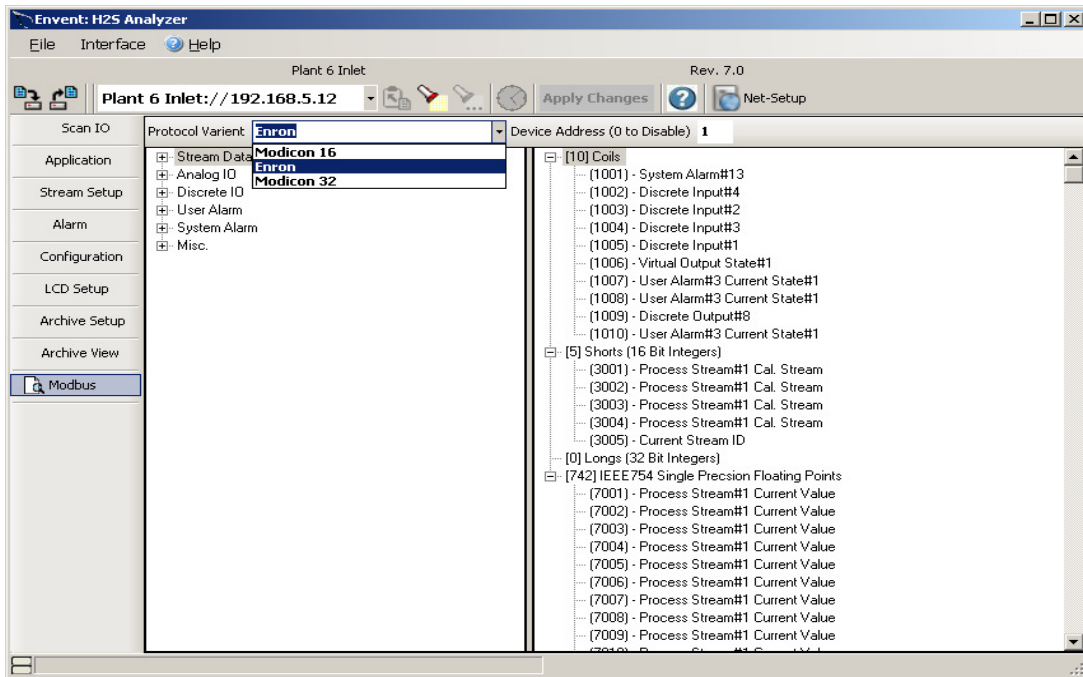 Envent: H2S Analyzer
File Interface Help
Plant 6 Inlet Rev. 7.0
Plant 6 Inlet://192.168.5.12 Apply Changes Net-Setup
Scan IO
Application
Stream Setup
Alarm
Configuration
LCD Setup
Archive Setup
Archive View
Modbus
Protocol Varient Enron Device Address (0 to Disable) 1
Modicon 16
Enron
Modicon 32
Stream Data
Analog IO
Discrete IO
User Alarm
System Alarm
Misc.
[10] Coils
(1001) - System Alarm#13
(1002) - Discrete Input#4
(1003) - Discrete Input#2
(1004) - Discrete Input#3
(1005) - Discrete Input#1
(1006) - Virtual Output State#1
(1007) - User Alarm#3 Current State#1
(1008) - User Alarm#3 Current State#1
(1009) - Discrete Output#8
(1010) - User Alarm#3 Current State#1
[5] Shorts (16 Bit Integers)
(3001) - Process Stream#1 Cal. Stream
(3002) - Process Stream#1 Cal. Stream
(3003) - Process Stream#1 Cal. Stream
(3004) - Process Stream#1 Cal. Stream
(3005) - Current Stream ID
[0] Longs (32 Bit Integers)
[742] IEEE754 Single Precsion Floating Points
(7001) - Process Stream#1 Current Value
(7002) - Process Stream#1 Current Value
(7003) - Process Stream#1 Current Value
(7004) - Process Stream#1 Current Value
(7005) - Process Stream#1 Current Value
(7006) - Process Stream#1 Current Value
(7007) - Process Stream#1 Current Value
(7008) - Process Stream#1 Current Value
(7009) - Process Stream#1 Current Value